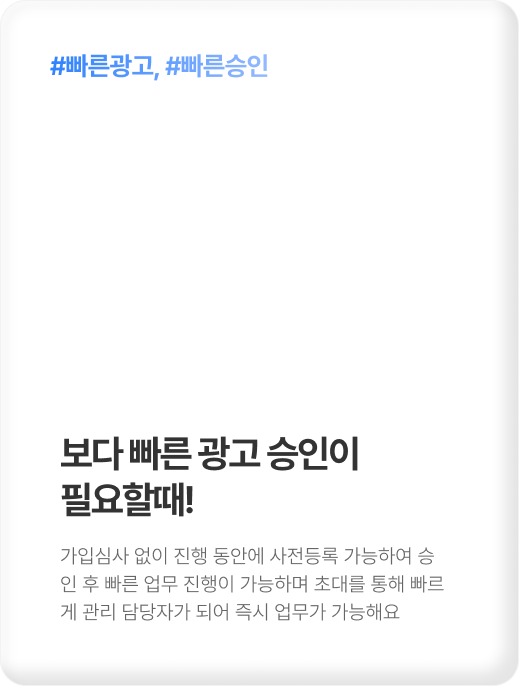 #빠른광고, #빠른승인
보다 빠른 광고 승인이
필요할때!
가입심사 없이 진행 동안에 사전등록 가능하여 승
인 후 빠른 업무 진행이 가능하며 초대를 통해 빠르
게 관리 담당자가 되어 즉시 업무가 가능해요